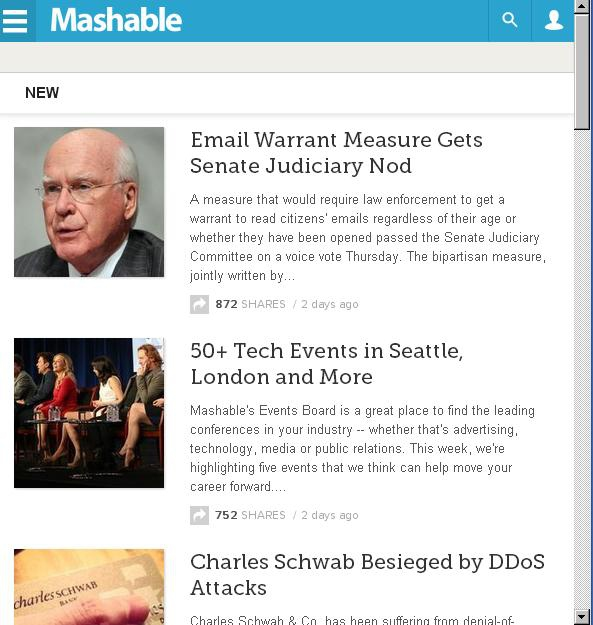 Mashable
NEW
Email Warrant Measure Gets
Senate Judiciary Nod
A measure that would require law enforcement to get a
warrant to read citizens' emails regardless of their age or
whether they have been opened passed the Senate Judiciary
Committee on a voice vote Thursday. The bipartisan measure,
jointly written by...
872 SHARES / 2 days ago
50+ Tech Events in Seattle,
London and More
Mashable's Events Board is a great place to find the leading
conferences in your industry -- whether that's advertising,
technology, media or public relations. This week, we're
highlighting five events that we think can help move your
career forward....
752 SHARES / 2 days ago
charles SCHWAB
BANK
Charles Schwab Besieged by DDoS
Attacks
Charles Schwab & Co. has been suffering from denial-of-